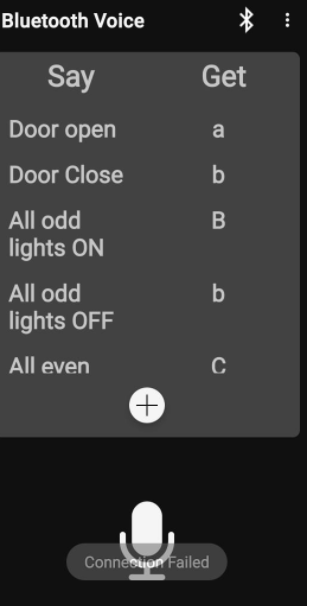 Bluetooth Voice
Say Get
Door open a
Door Close b
All odd B
lights ON
All odd b
lights OFF
All even C
Connection Failed